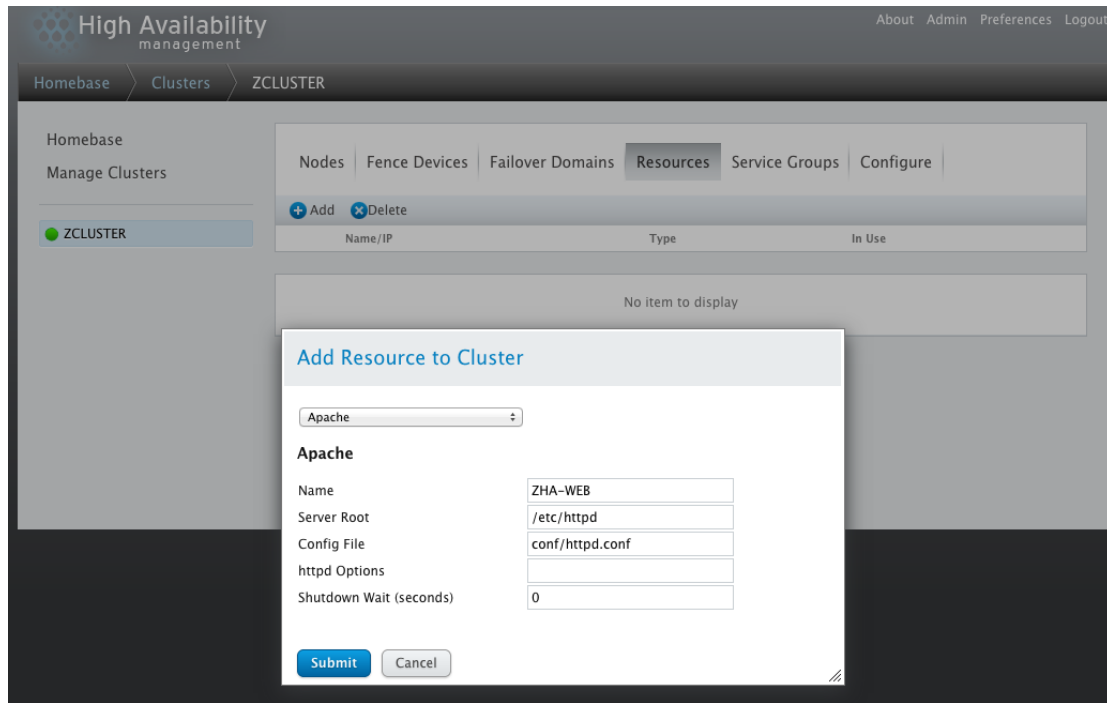 High Availability
management
About Admin Preferences Logout
Homebase Clusters ZCLUSTER
Homebase
Manage Clusters
ZCLUSTER
Nodes Fence Devices Failover Domains Resources Service Groups Configure
Add Delete
Name/IP Type In Use
No item to display
Add Resource to Cluster
Apache
Apache
Name ZHA-WEB
Server Root /etc/httpd
Config File conf/httpd.conf
httpd Options
Shutdown Wait (seconds) 0
Submit Cancel